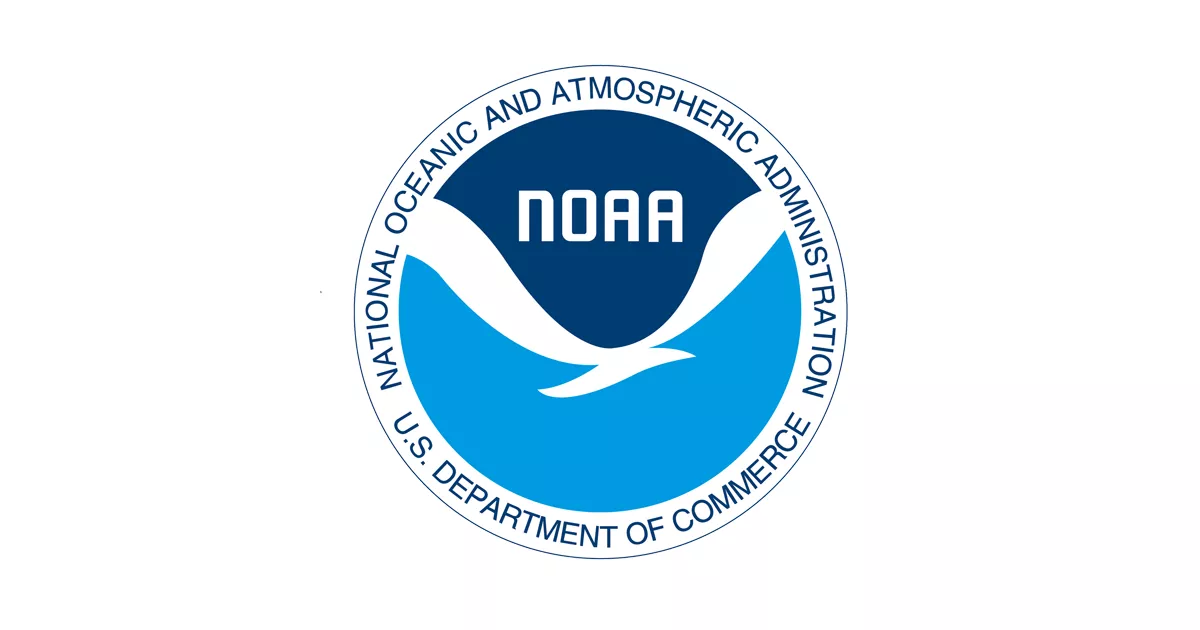 NATIONAL OCEANIC AND ATMOSPHERIC ADMINISTRATION
NOAA
U.S. DEPARTMENT OF COMMERCE